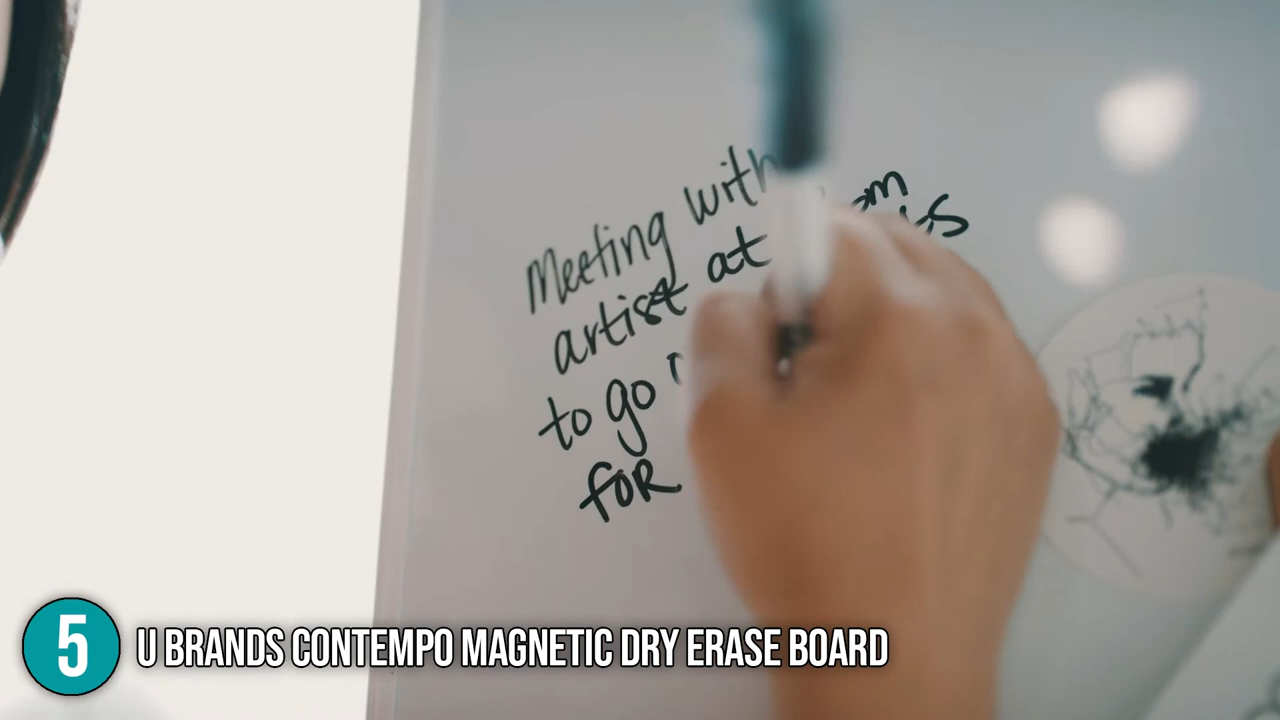 Meeting with
artist at
to go
for
5
U BRANDS CONTEMPO MAGNETIC DRY ERASE BOARD